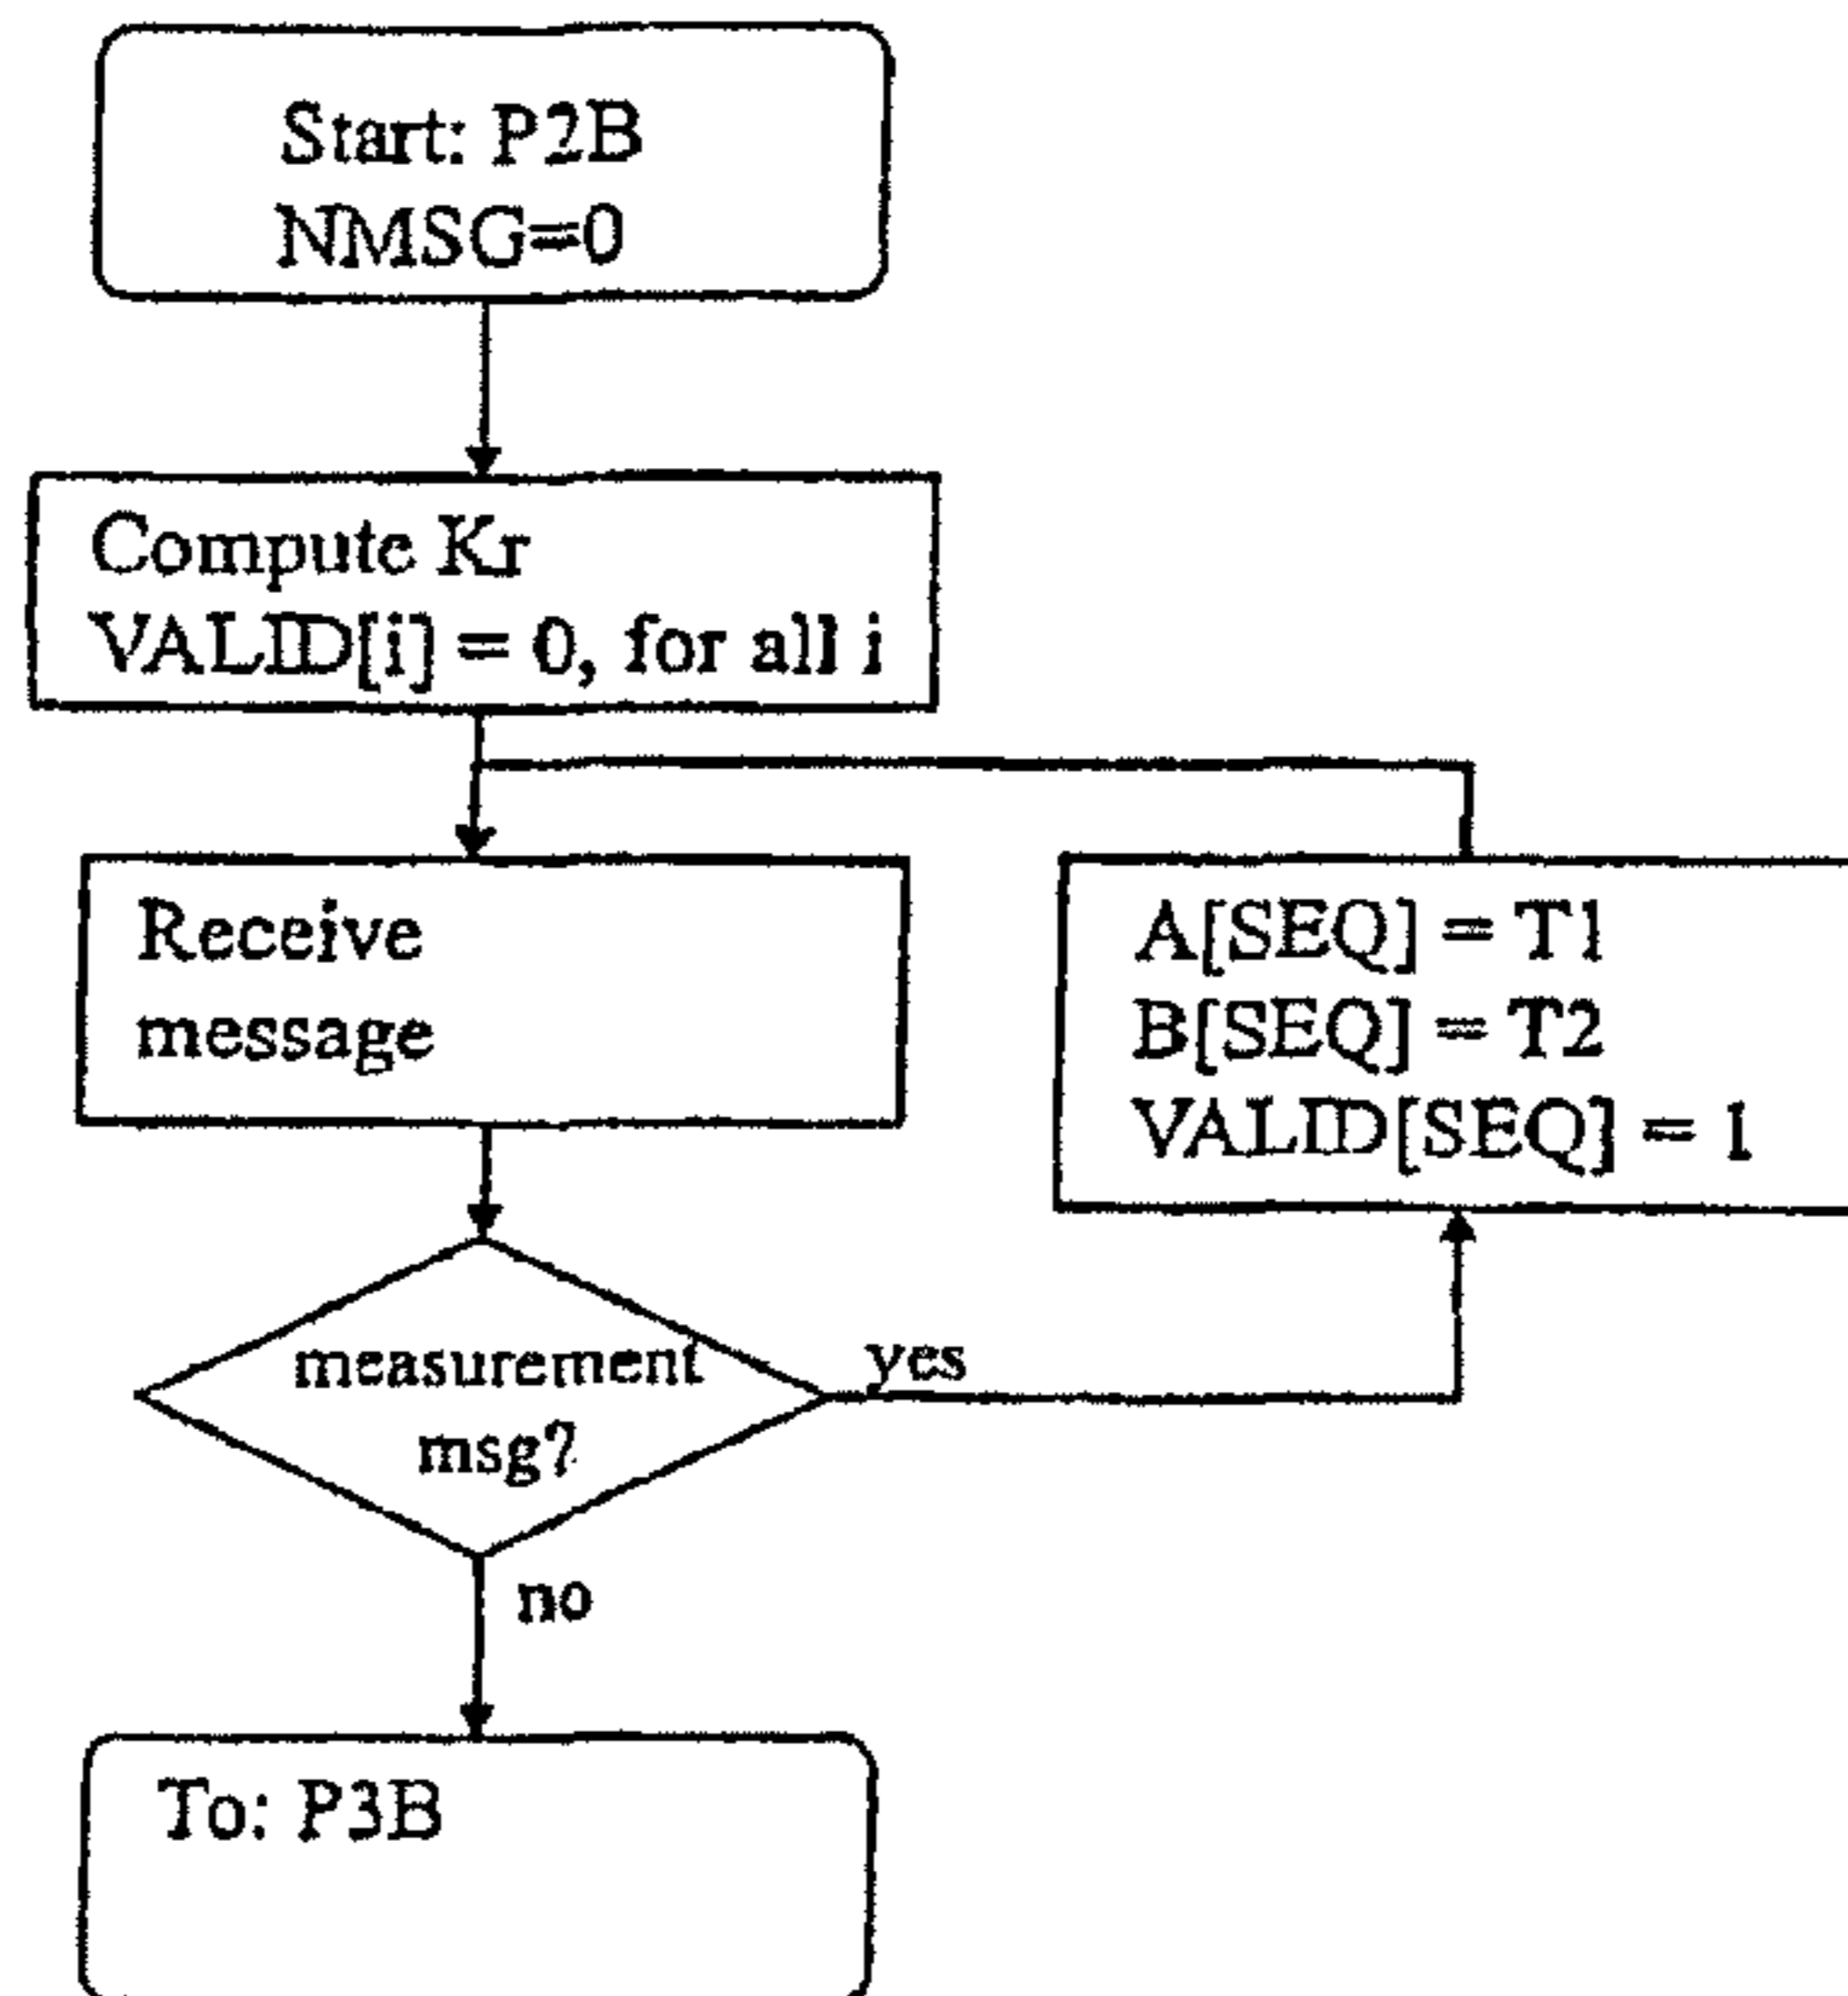 Start: P2B
NMSG=0
Compute Kr
VALID[i] = 0, for all i
Receive
message
A[SEQ] = T1
B[SEQ] = T2
VALID[SEQ] = 1
measurement
msg?
yes
no
To: P3B